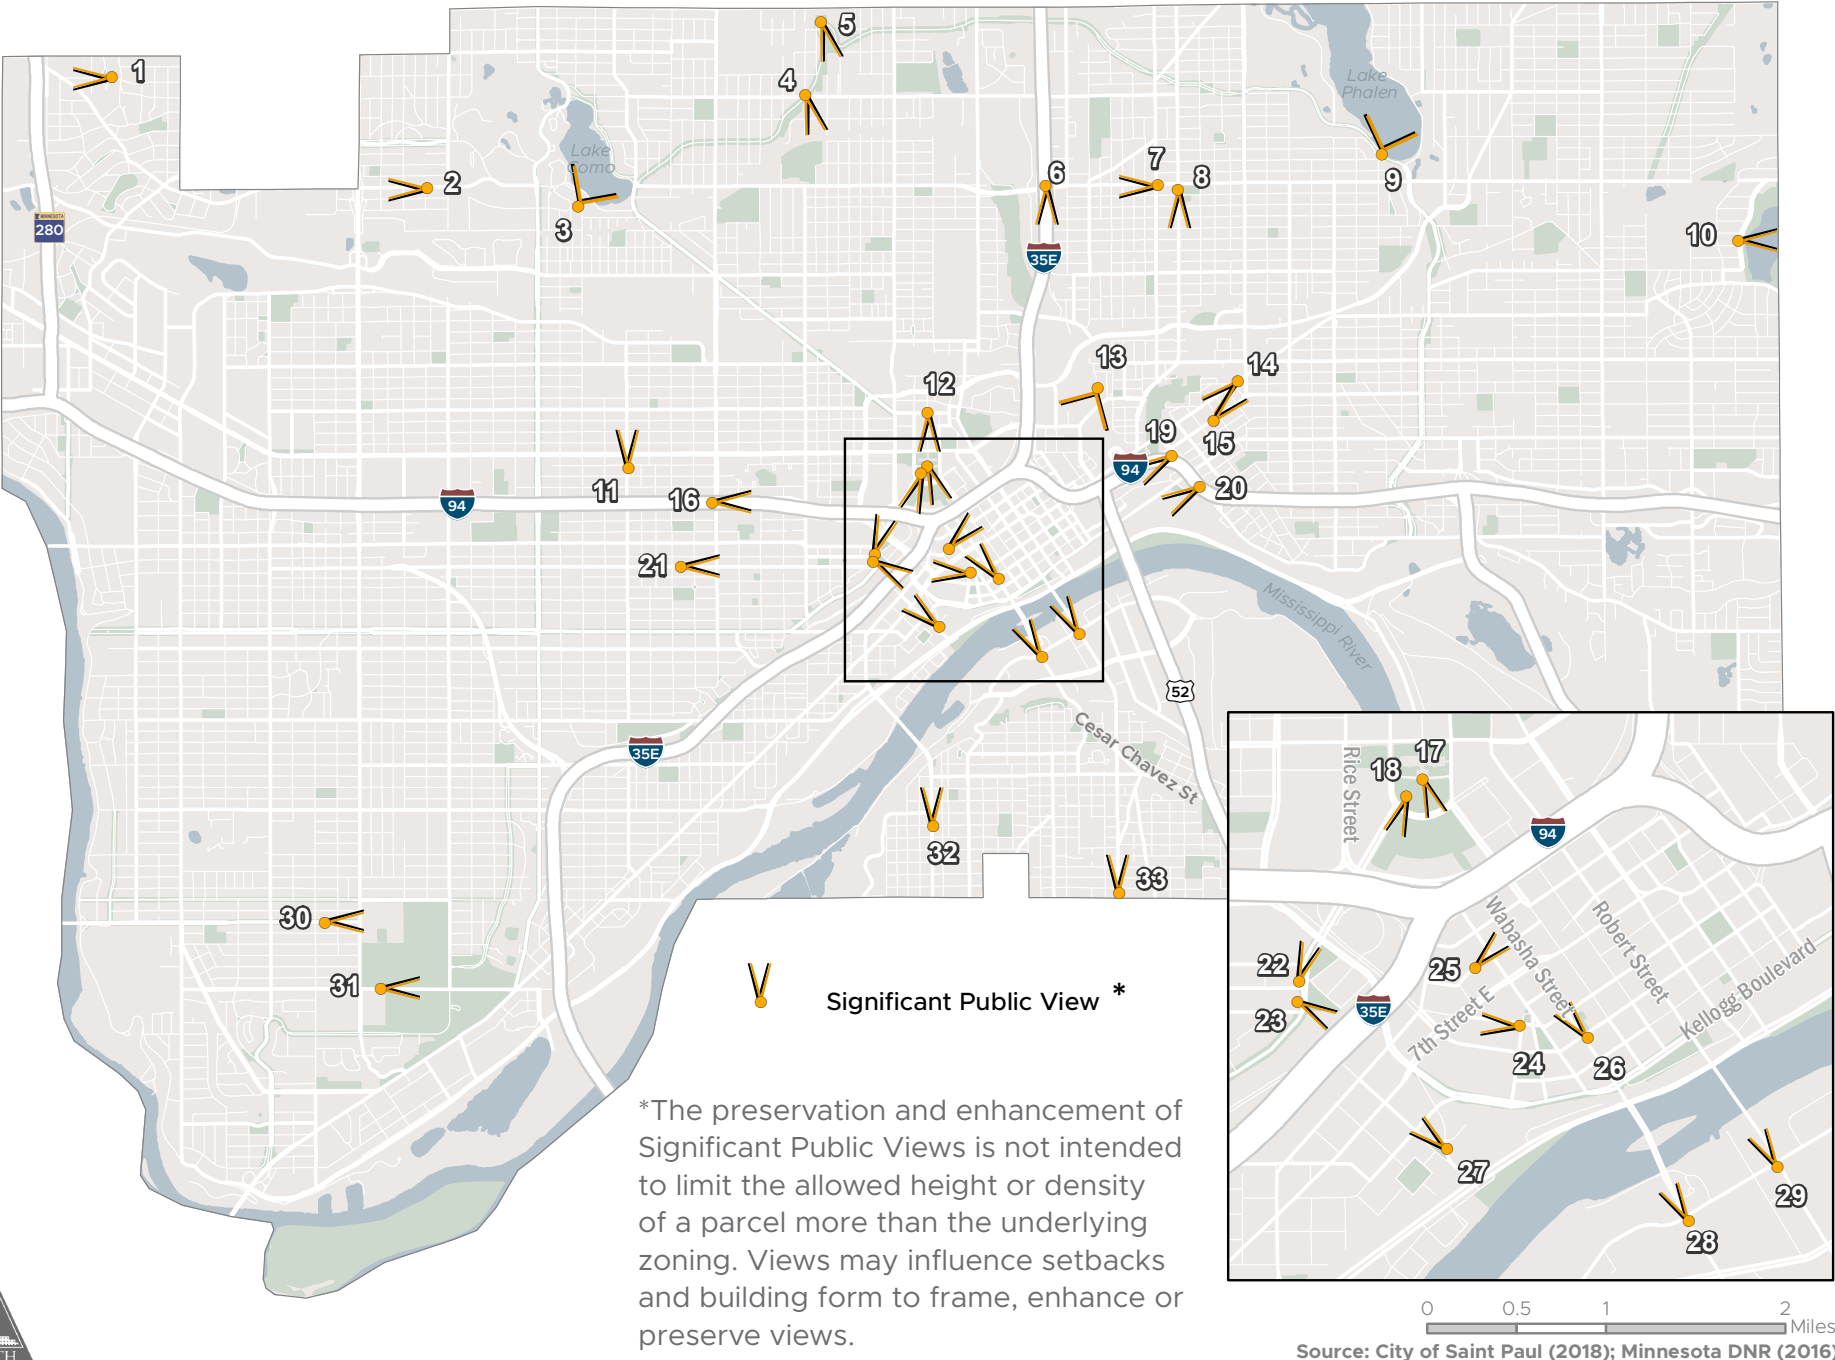 5
1
4
Lake
Phalen
Lake
Como
2
3
6
7
8
9
MINNESOTA
280
10
35E
13
14
12
19
15
94
11
16
94
20
21
Mississippi River
52
Cesar Chavez St
35E
32
33
30
31
17
18
Rice Street
94
Wabasha Street
Robert Street
22
25
Kellogg Boulevard
23
35E
7th Street E
24
26
27
29
28
Significant Public View *
*The preservation and enhancement of
Significant Public Views is not intended
to limit the allowed height or density
of a parcel more than the underlying
zoning. Views may influence setbacks
and building form to frame, enhance or
preserve views.
0 0.5 1 2
Miles
Source: City of Saint Paul (2018); Minnesota DNR (2016)